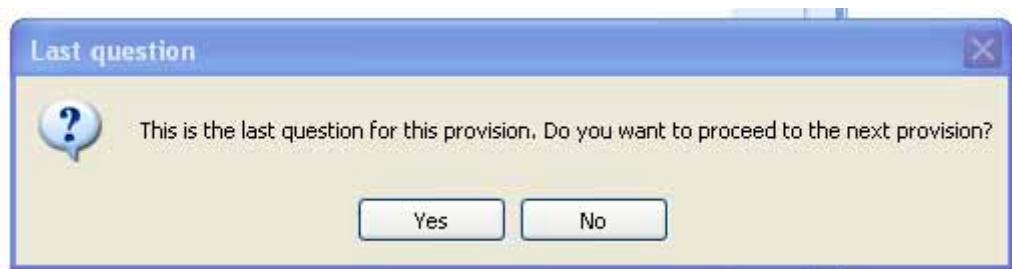 Last question
This is the last question for this provision. Do you want to proceed to the next provision?
Yes No